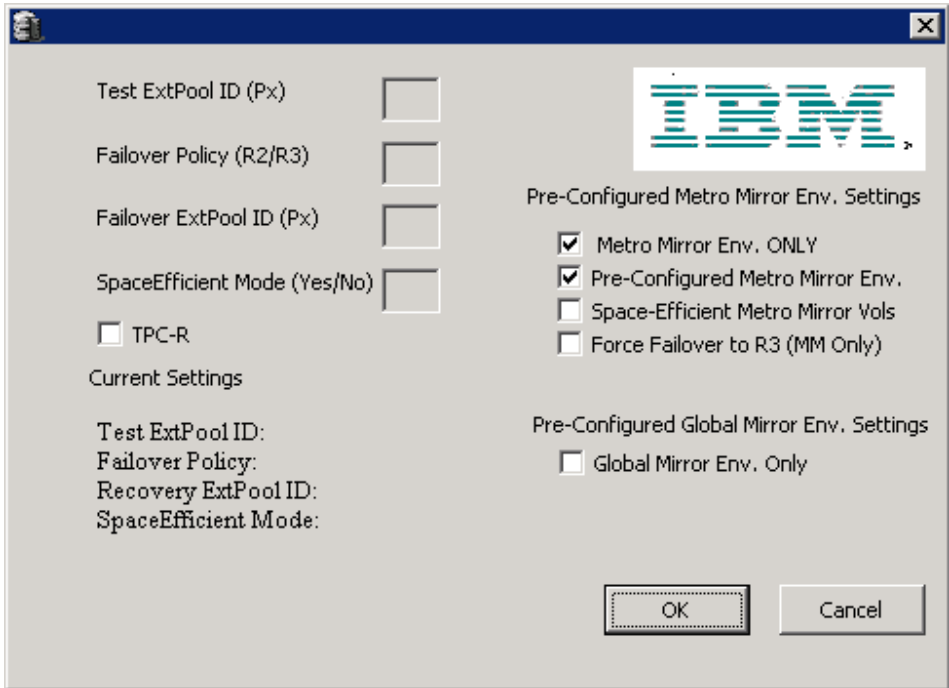 Test ExtPool ID (Px)
Failover Policy (R2/R3)
Failover ExtPool ID (Px)
SpaceEfficient Mode (Yes/No)
TPC-R
Current Settings
Test ExtPool ID:
Failover Policy:
Recovery ExtPool ID:
SpaceEfficient Mode:
IBM
Pre-Configured Metro Mirror Env. Settings
Metro Mirror Env. ONLY
Pre-Configured Metro Mirror Env.
Space-Efficient Metro Mirror Vols
Force Failover to R3 (MM Only)
Pre-Configured Global Mirror Env. Settings
Global Mirror Env. Only
OK
Cancel